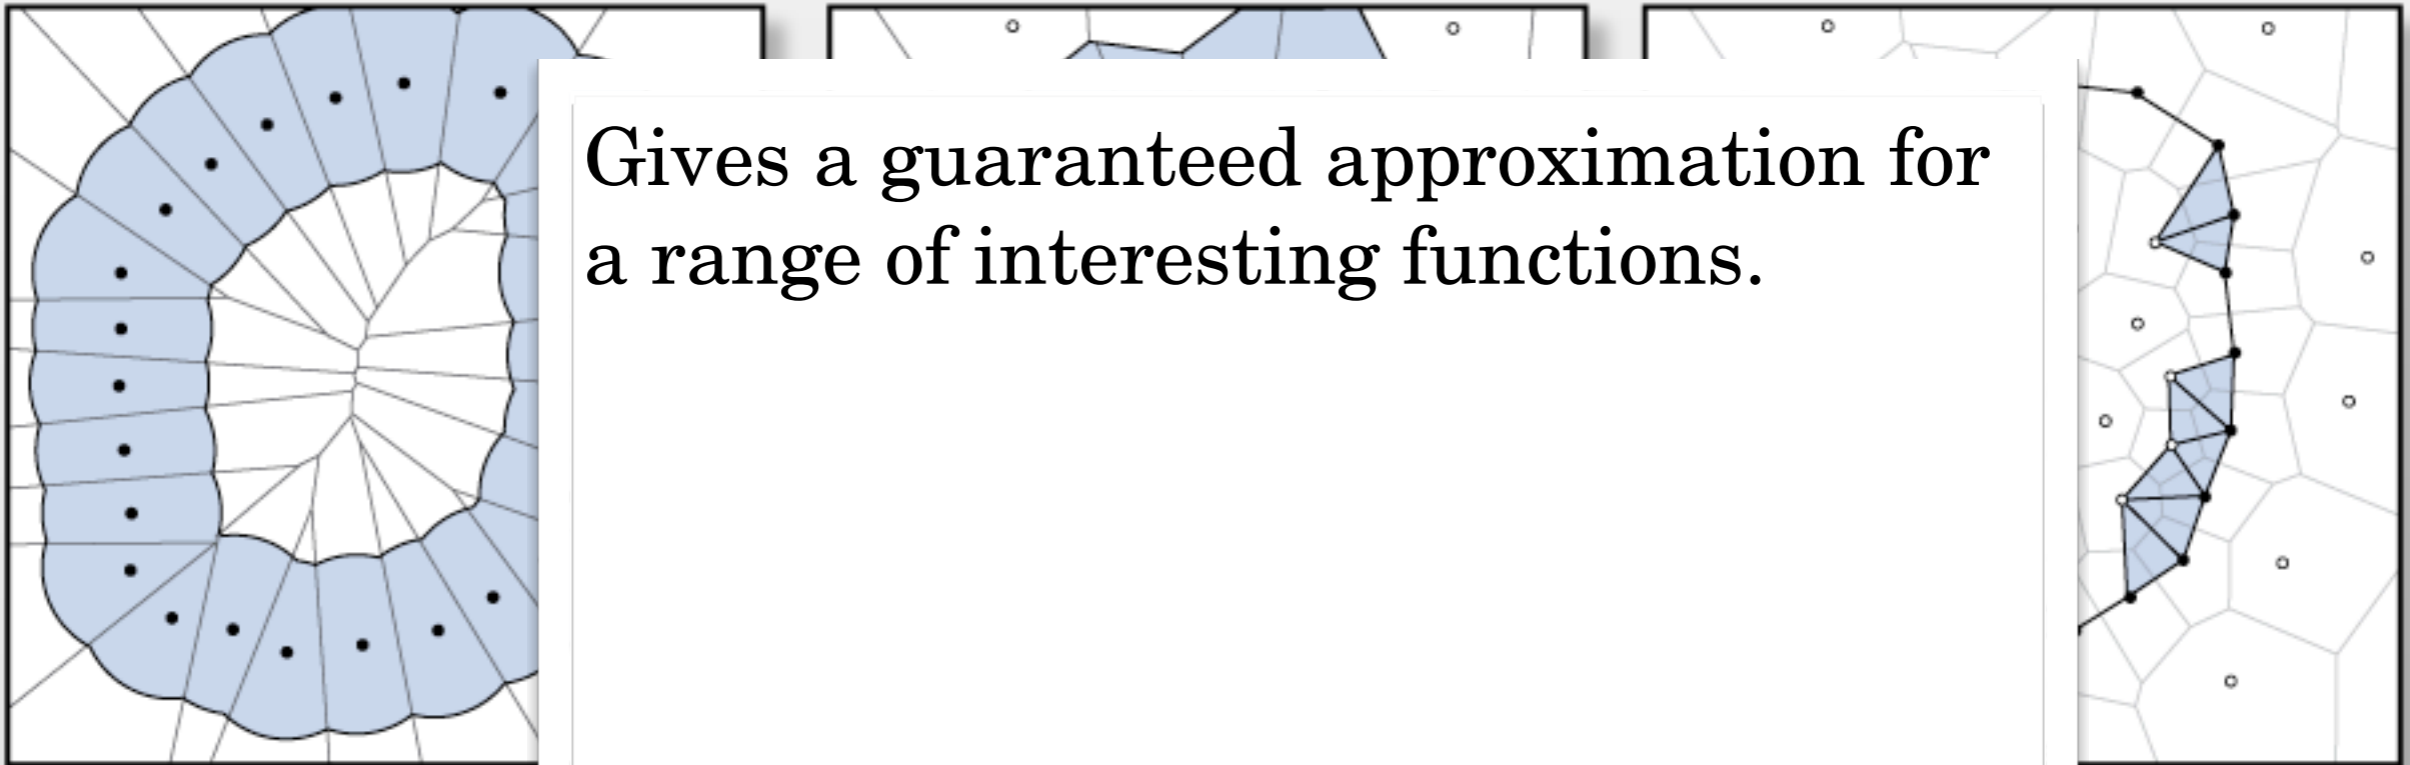 Gives a guaranteed approximation for
a range of interesting functions.